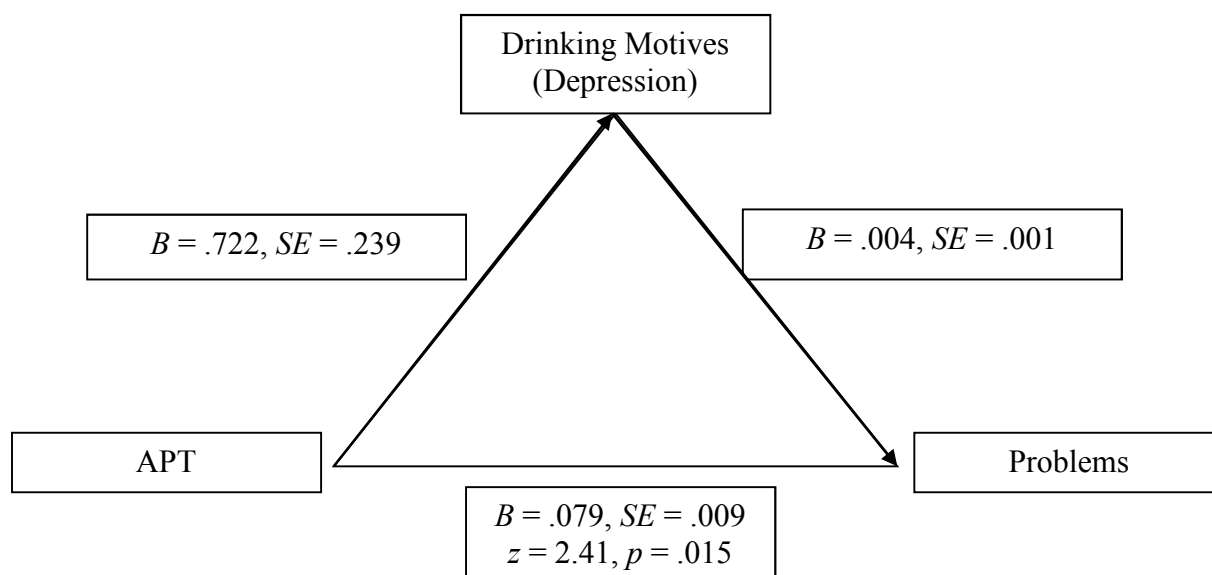 Drinking Motives
(Depression)
B = .722, SE = .239
B = .004, SE = .001
APT
Problems
B = .079, SE = .009
z = 2.41, p = .015